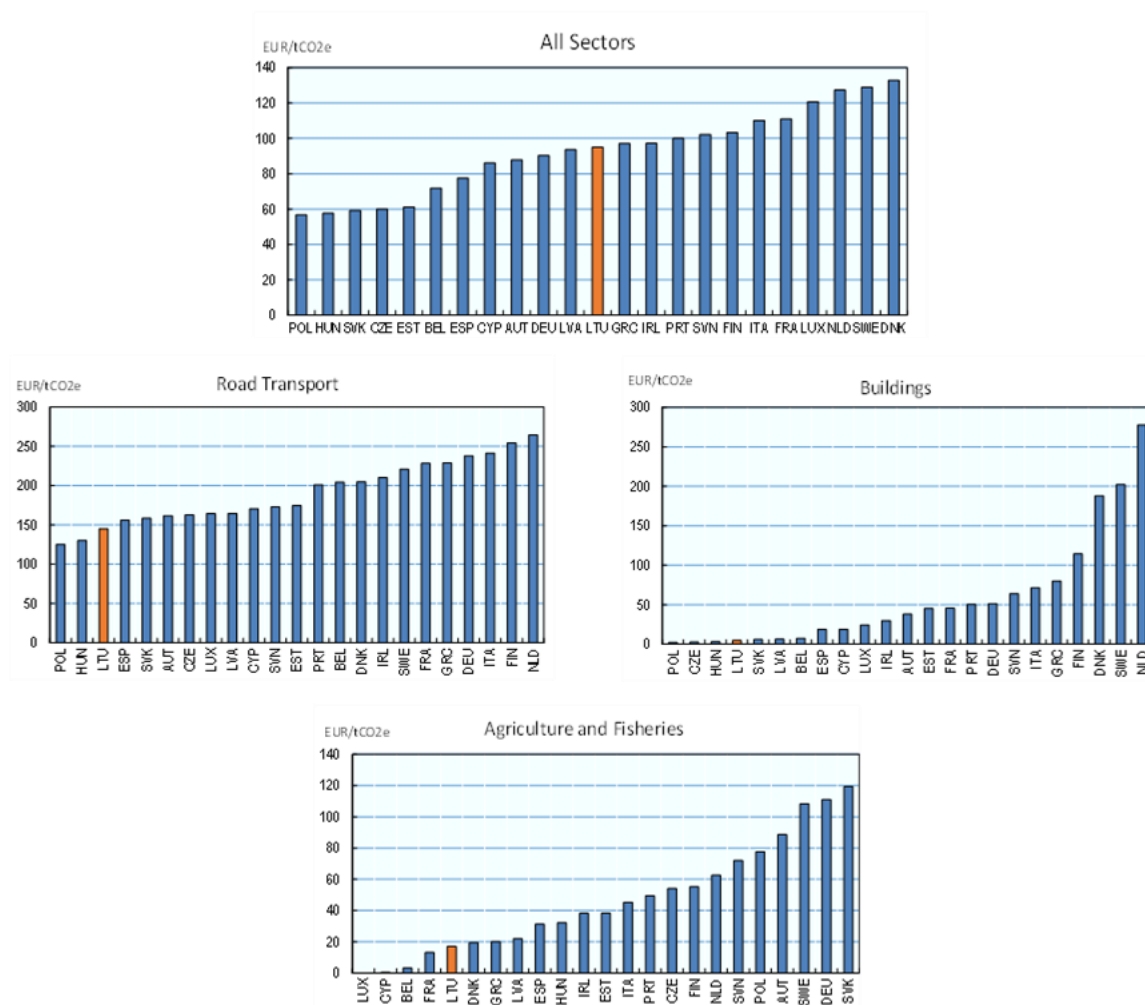 All Sectors
EUR/tCO2e
140
120
100
80
60
40
20
0
POL HUN SVK CZE EST BEL ESP CYP AUT DEU LVA LTU GRC IRL PRT SVN FIN ITA FRA LUX NLD SWE DNK
Road Transport
EUR/tCO2e
300
250
200
150
100
50
0
POL HUN LTU ESP SVK AUT CZE LUX LVA CYP SVN EST PRT BEL DNK IRL SWE FRA GRC DEU ITA FIN NLD
Buildings
EUR/tCO2e
300
250
200
150
100
50
0
POL CZE HUN LTU SVK LVA BEL ESP CYP LUX IRL AUT EST FRA PRT DEU SVN ITA GRC FIN DNK SWE NLD
Agriculture and Fisheries
EUR/tCO2e
140
120
100
80
60
40
20
0
LUX CYP BEL FRA LTU DNK GRC LVA ESP HUN IRL EST ITA PRT CZE FIN NLD SVN POL AUT SWE DEU SVK